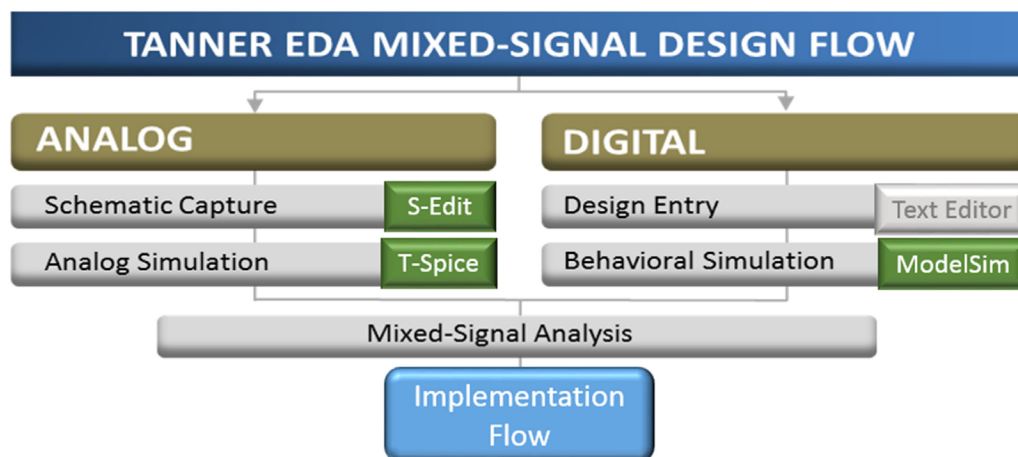 TANNER EDA MIXED-SIGNAL DESIGN FLOW
ANALOG
Schematic Capture S-Edit
Analog Simulation T-Spice
DIGITAL
Design Entry Text Editor
Behavioral Simulation ModelSim
Mixed-Signal Analysis
Implementation
Flow